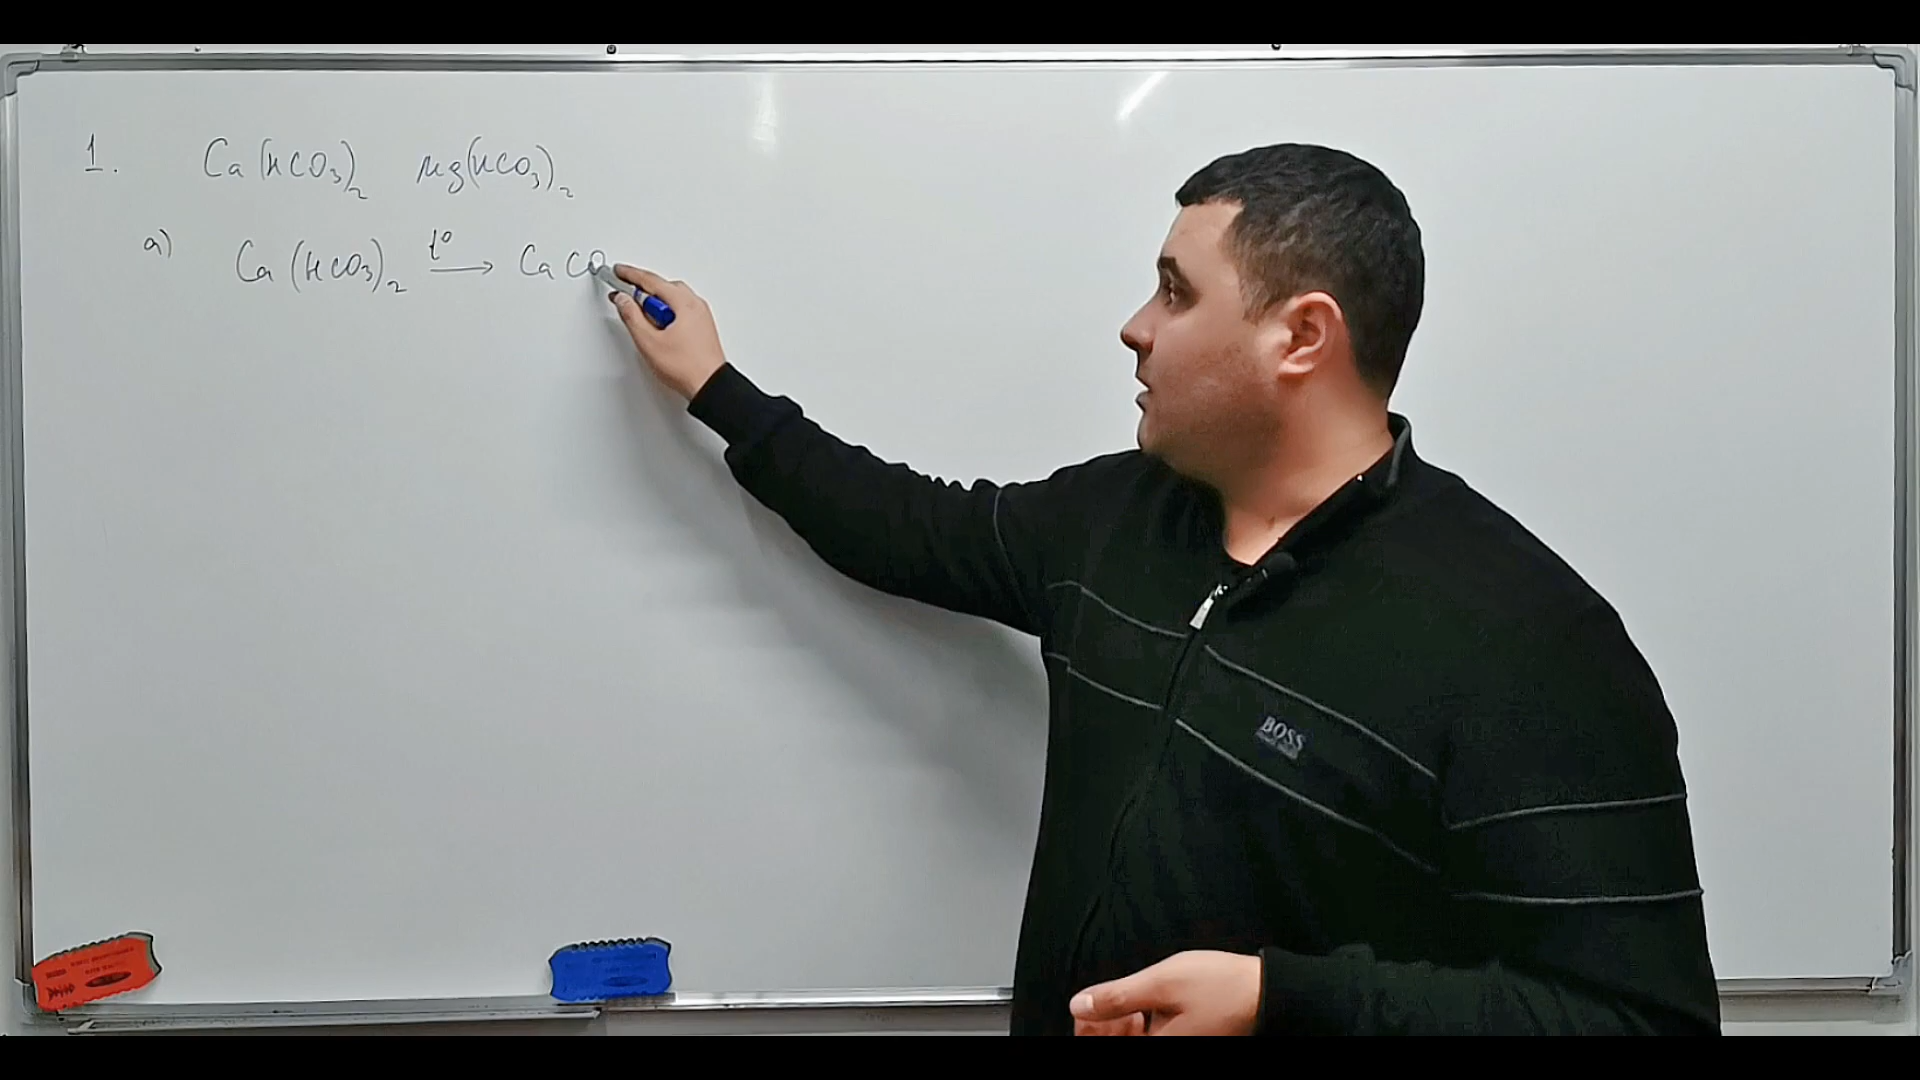 1. Ca(HCO₃)₂ Mg(HCO₃)₂
а) Ca(HCO₃)₂ t° → CaCO
BOSS